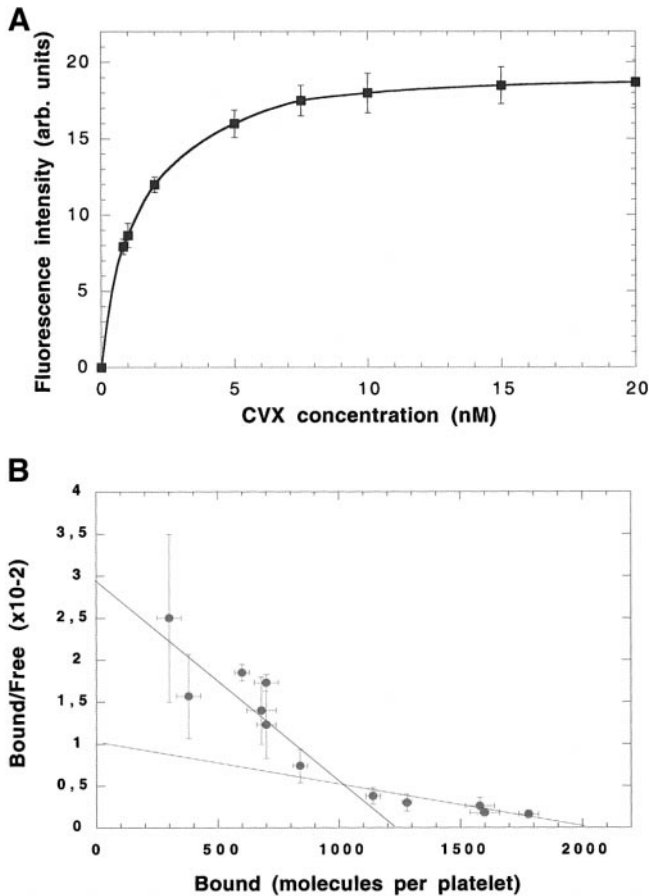 A
Fluorescence intensity (arb. units)
20
15
10
5
0
0 5 10 15 20
CVX concentration (nM)
B
Bound/Free (x10-2)
4
3,5
3
2,5
2
1,5
1
0,5
0
0 500 1000 1500 2000
Bound (molecules per platelet)